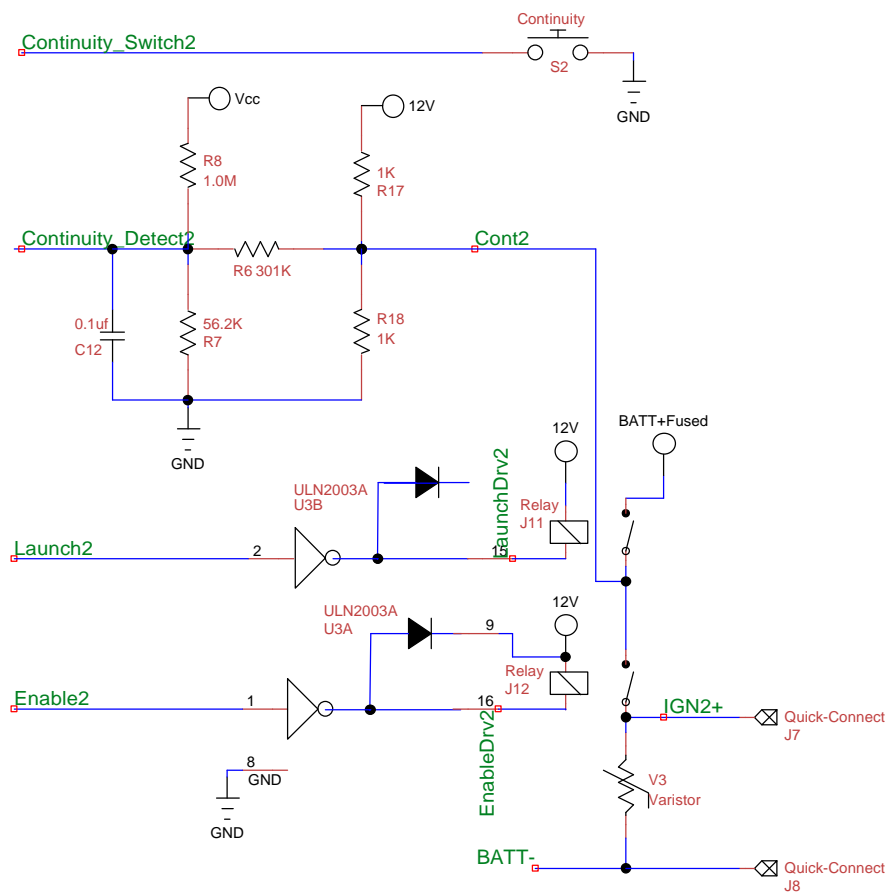 Continuity
Continuity_Switch2
S2
GND
Vcc
12V
R8
1.0M
1K
R17
Continuity_Detect2
Cont2
R6 301K
0.1uf
C12
56.2K
R7
R18
1K
GND
BATT+Fused
12V
ULN2003A
U3B
LaunchDrv2
Relay
J11
Launch2
2
15
12V
ULN2003A
U3A
9
Relay
J12
Enable2
1
16
EnableDrv2
IGN2+
Quick-Connect
J7
8
GND
GND
V3
Varistor
BATT-
Quick-Connect
J8